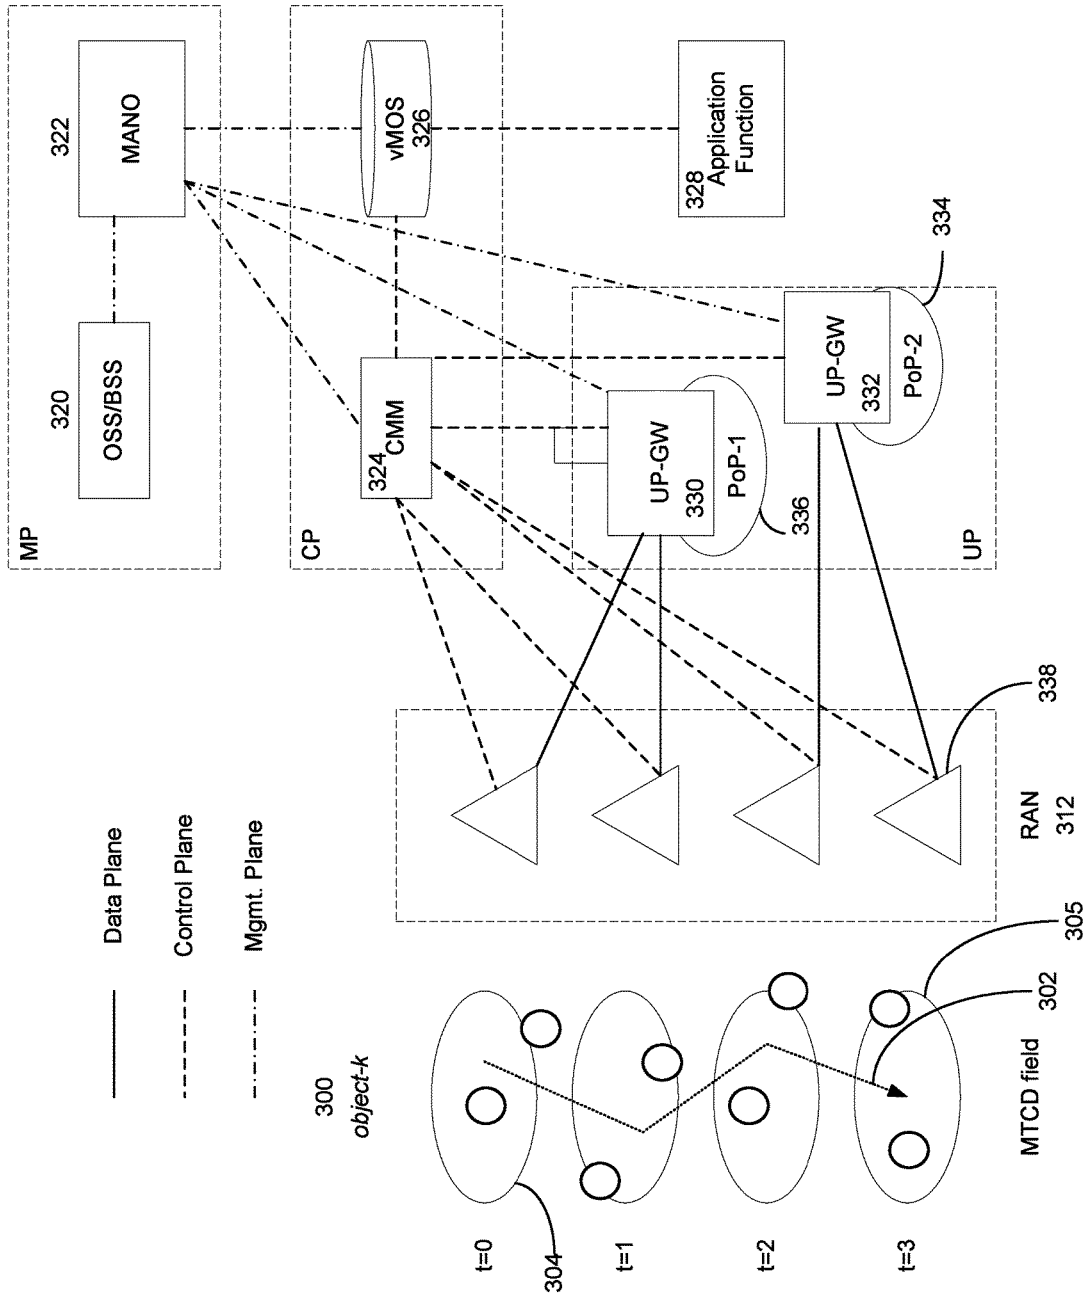 300
object-k
t=0
t=1
t=2
t=3
304
MTCD field
302
305
Data Plane
Control Plane
Mgmt. Plane
RAN
312
338
MP
320
OSS/BSS
322
MANO
CP
324
CMM
vMOS
326
328
Application
Function
UP
UP-GW
330
PoP-1
336
UP-GW
332
PoP-2
334